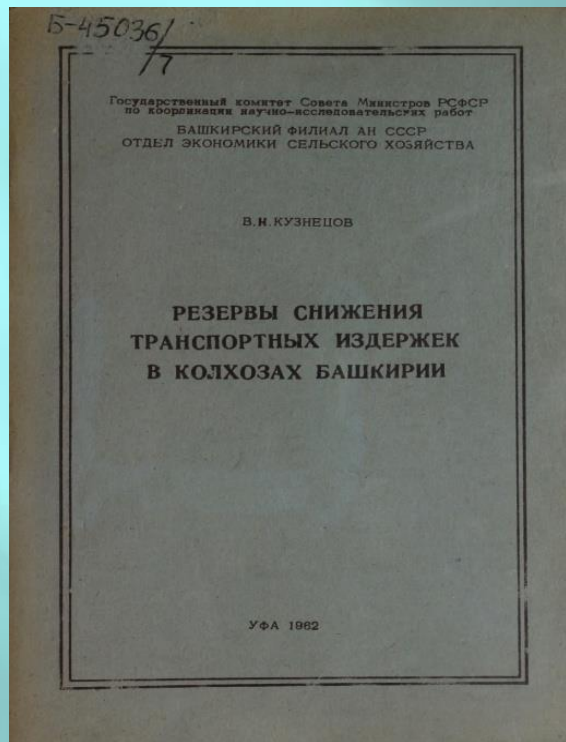 Б-45036/
7
Государственный комитет Совета Министров РСФСР
по координации научно-исследовательских работ
БАШКИРСКИЙ ФИЛИАЛ АН СССР
ОТДЕЛ ЭКОНОМИКИ СЕЛЬСКОГО ХОЗЯЙСТВА
В.И.КУЗНЕЦОВ
РЕЗЕРВЫ СНИЖЕНИЯ
ТРАНСПОРТНЫХ ИЗДЕРЖЕК
В КОЛХОЗАХ БАШКИРИИ
УФА 1962